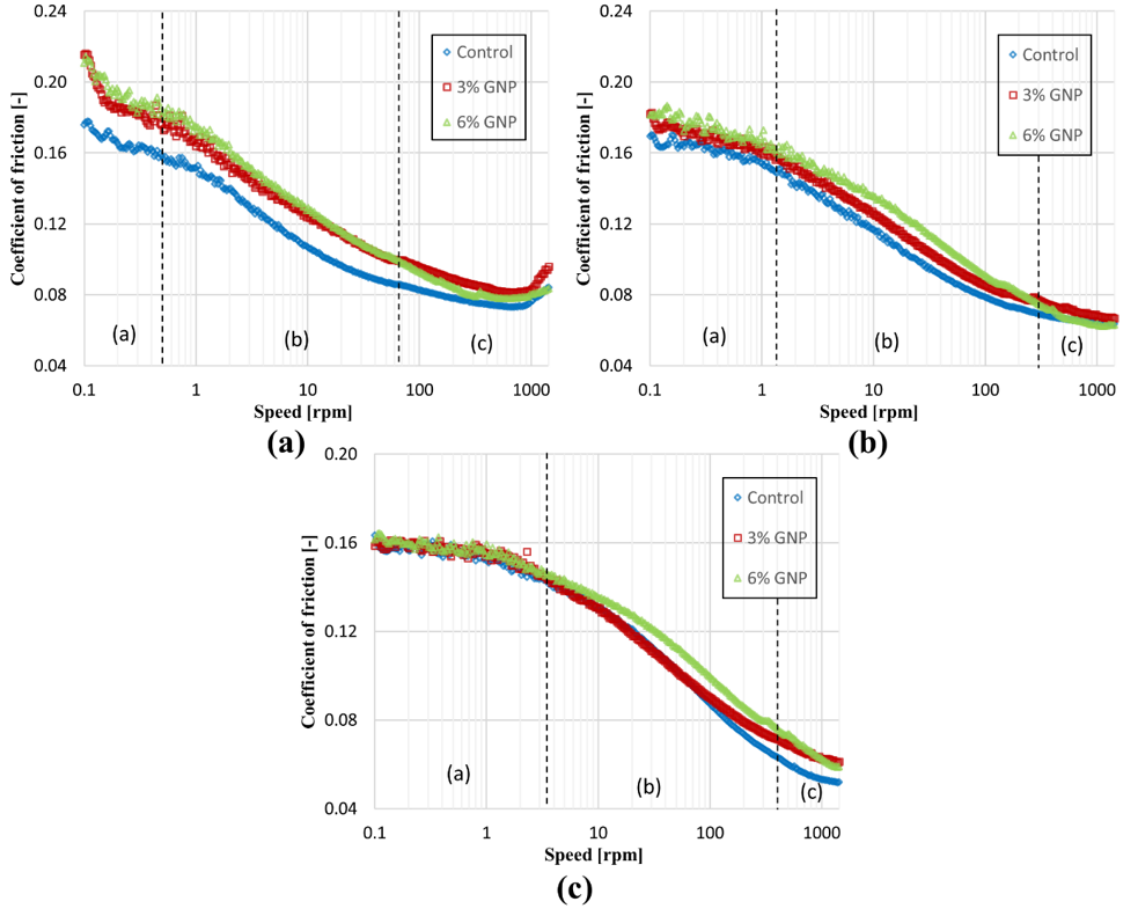 0.24
0.20
0.16
0.12
0.08
0.04
Coefficient of friction [-]
Control
3% GNP
6% GNP
(a)
(b)
(c)
0.1
1
10
100
1000
Speed [rpm]
(a)
0.24
0.20
0.16
0.12
0.08
0.04
Coefficient of friction [-]
Control
3% GNP
6% GNP
(a)
(b)
(c)
0.1
1
10
100
1000
Speed [rpm]
(b)
0.20
0.16
0.12
0.08
0.04
Coefficient of friction [-]
Control
3% GNP
6% GNP
(a)
(b)
(c)
0.1
1
10
100
1000
Speed [rpm]
(c)